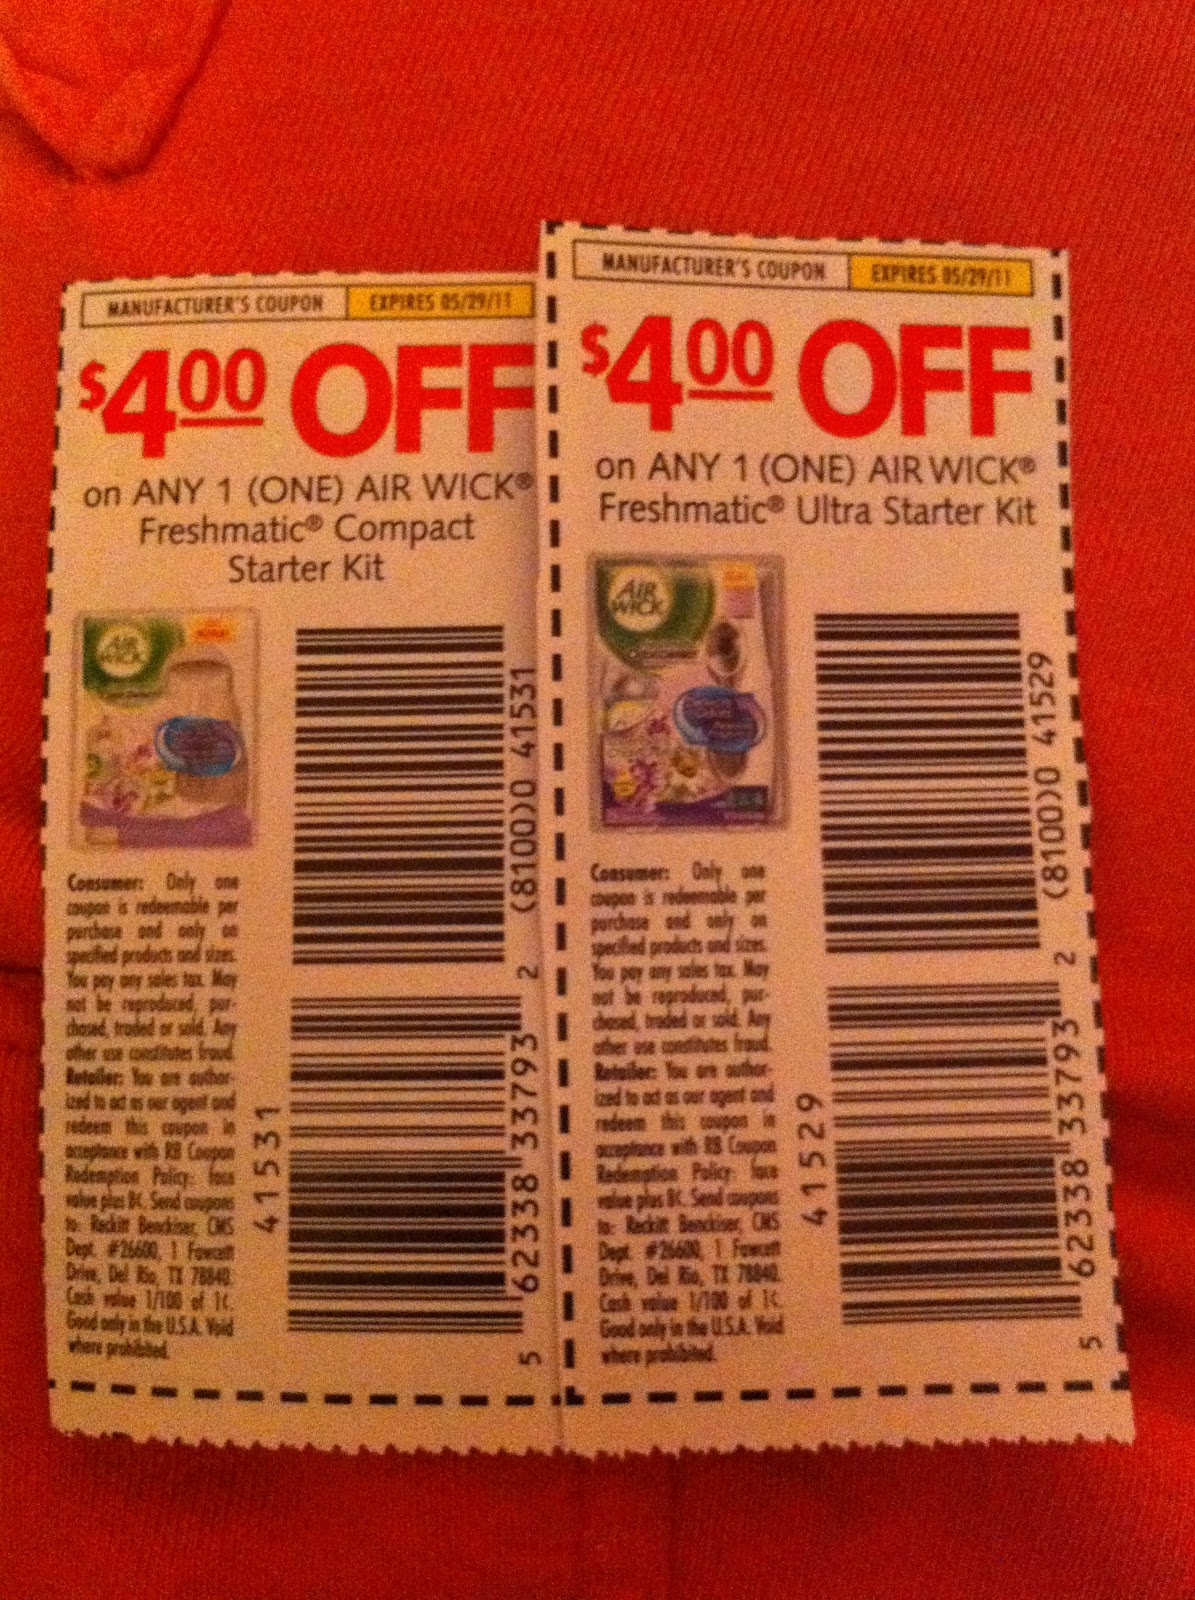 MANUFACTURER'S COUPON EXPIRES 05/29/11
$4.00 OFF
on ANY 1 (ONE) AIR WICK®
Freshmatic® Compact
Starter Kit
AIR
WICK
Consumer: Only one
coupon is redeemable per
purchase and only on
specified products and sizes.
You pay any sales tax. May
not be reproduced, pur-
chased, traded or sold. Any
other use constitutes fraud.
Retailer: You are author-
ized to act as our agent and
redeem this coupon in
acceptance with RB Coupon
Redemption Policy: face
value plus 8¢. Send coupons
to: Reckitt Benckiser, CMS
Dept. #26600, 1 Fawcett
Drive, Del Rio, TX 78840.
Cash value 1/100 of 1¢.
Good only in the U.S.A. Void
where prohibited.
(8100)0 41531
2
41531
5 62338 33793
MANUFACTURER'S COUPON EXPIRES 05/29/11
$4.00 OFF
on ANY 1 (ONE) AIR WICK®
Freshmatic® Ultra Starter Kit
AIR
WICK
Consumer: Only one
coupon is redeemable per
purchase and only on
specified products and sizes.
You pay any sales tax. May
not be reproduced, pur-
chased, traded or sold. Any
other use constitutes fraud.
Retailer: You are author-
ized to act as our agent and
redeem this coupon in
acceptance with RB Coupon
Redemption Policy: face
value plus 8¢. Send coupons
to: Reckitt Benckiser, CMS
Dept. #26600, 1 Fawcett
Drive, Del Rio, TX 78840.
Cash value 1/100 of 1¢.
Good only in the U.S.A. Void
where prohibited.
(8100)0 41529
2
41529
5 62338 33793